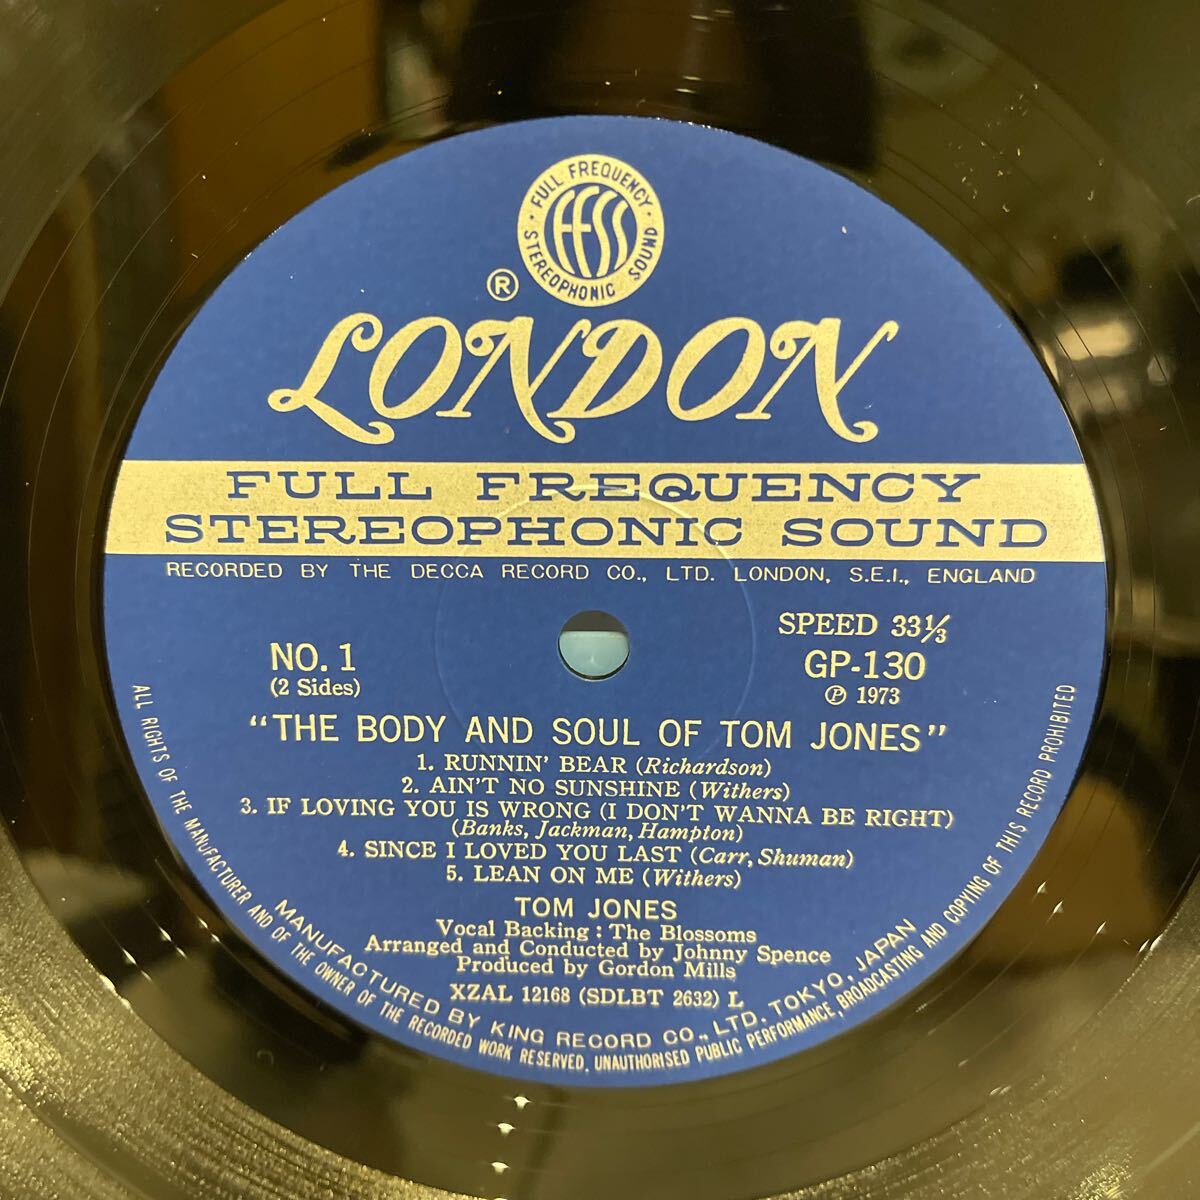 · FULL FREQUENCY ·
STEREOPHONIC SOUND
FFSS
®
LONDON
FULL FREQUENCY
STEREOPHONIC SOUND
RECORDED BY THE DECCA RECORD CO., LTD. LONDON, S.E.I., ENGLAND
SPEED 33⅓
NO. 1
GP-130
(2 Sides)
Ⓟ 1973
"THE BODY AND SOUL OF TOM JONES"
1. RUNNIN' BEAR (Richardson)
2. AIN'T NO SUNSHINE (Withers)
3. IF LOVING YOU IS WRONG (I DON'T WANNA BE RIGHT)
(Banks, Jackman, Hampton)
4. SINCE I LOVED YOU LAST (Carr, Shuman)
5. LEAN ON ME (Withers)
TOM JONES
Vocal Backing : The Blossoms
Arranged and Conducted by Johnny Spence
Produced by Gordon Mills
XZAL 12168 (SDLBT 2632) L
MANUFACTURED BY KING RECORD CO., LTD. TOKYO, JAPAN
ALL RIGHTS OF THE MANUFACTURER AND OF THE OWNER OF THE RECORDED WORK RESERVED. UNAUTHORISED PUBLIC PERFORMANCE, BROADCASTING AND COPYING OF THIS RECORD PROHIBITED